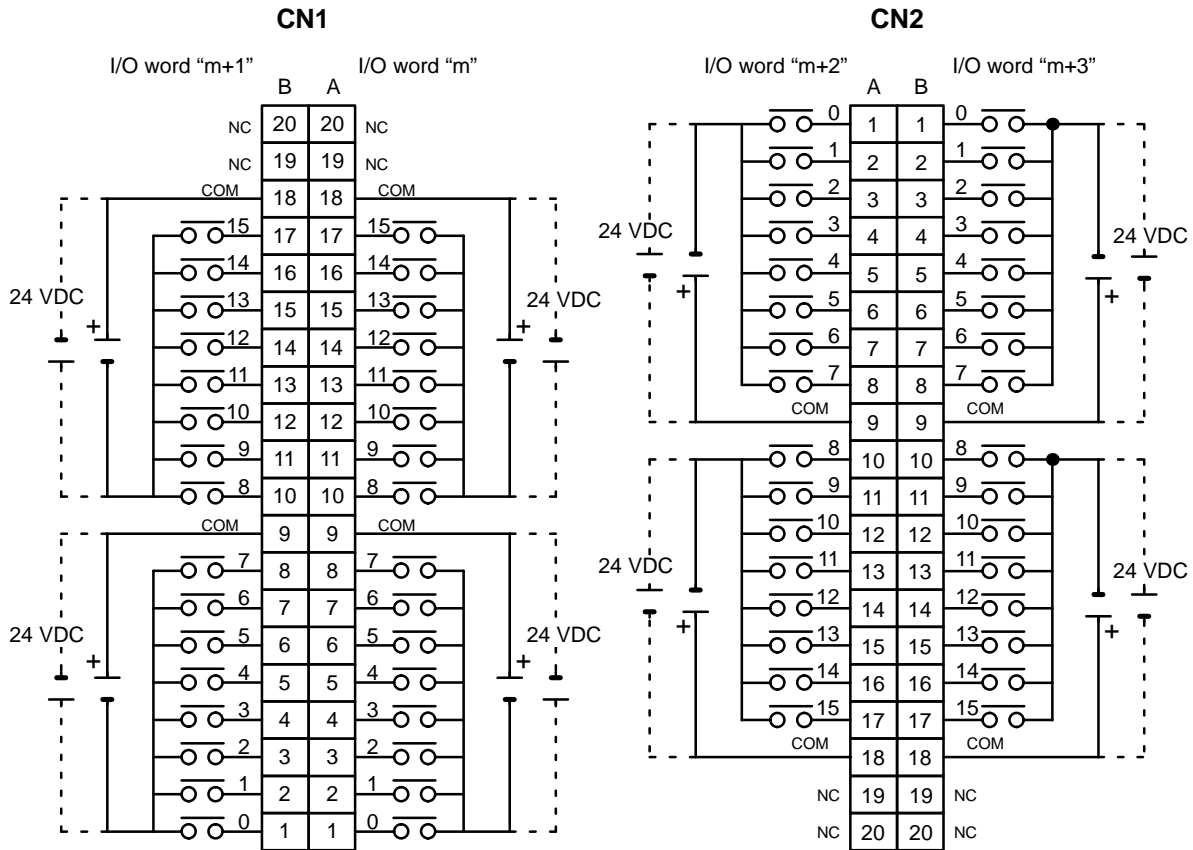 CN1
CN2
I/O word “m+1”
I/O word “m”
I/O word “m+2”
I/O word “m+3”
B A
A B
NC 20 20 NC
NC 19 19 NC
COM 18 18 COM
15 17 17 15
14 16 16 14
13 15 15 13
24 VDC
24 VDC
12 14 14 12
+
+
11 13 13 11
10 12 12 10
9 11 11 9
8 10 10 8
COM 9 9 COM
7 8 8 7
6 7 7 6
5 6 6 5
24 VDC
24 VDC
4 5 5 4
+
+
3 4 4 3
2 3 3 2
1 2 2 1
0 1 1 0
0 1 1 0
1 2 2 1
2 3 3 2
3 4 4 3
24 VDC
24 VDC
4 5 5 4
+
+
5 6 6 5
6 7 7 6
7 8 8 7
COM 9 9 COM
8 10 10 8
9 11 11 9
10 12 12 10
11 13 13 11
24 VDC
24 VDC
12 14 14 12
+
+
13 15 15 13
14 16 16 14
15 17 17 15
COM 18 18 COM
NC 19 19 NC
NC 20 20 NC